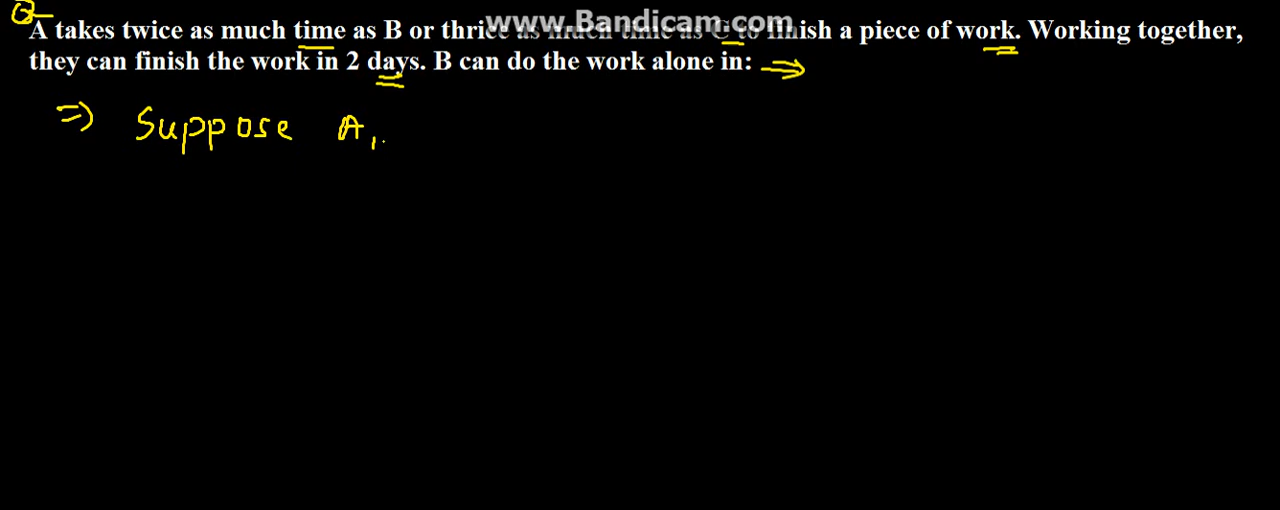 Q
www.Bandicam.com
A takes twice as much time as B or thrice as much time as C to finish a piece of work. Working together,
they can finish the work in 2 days. B can do the work alone in: →
⇒ Suppose A,